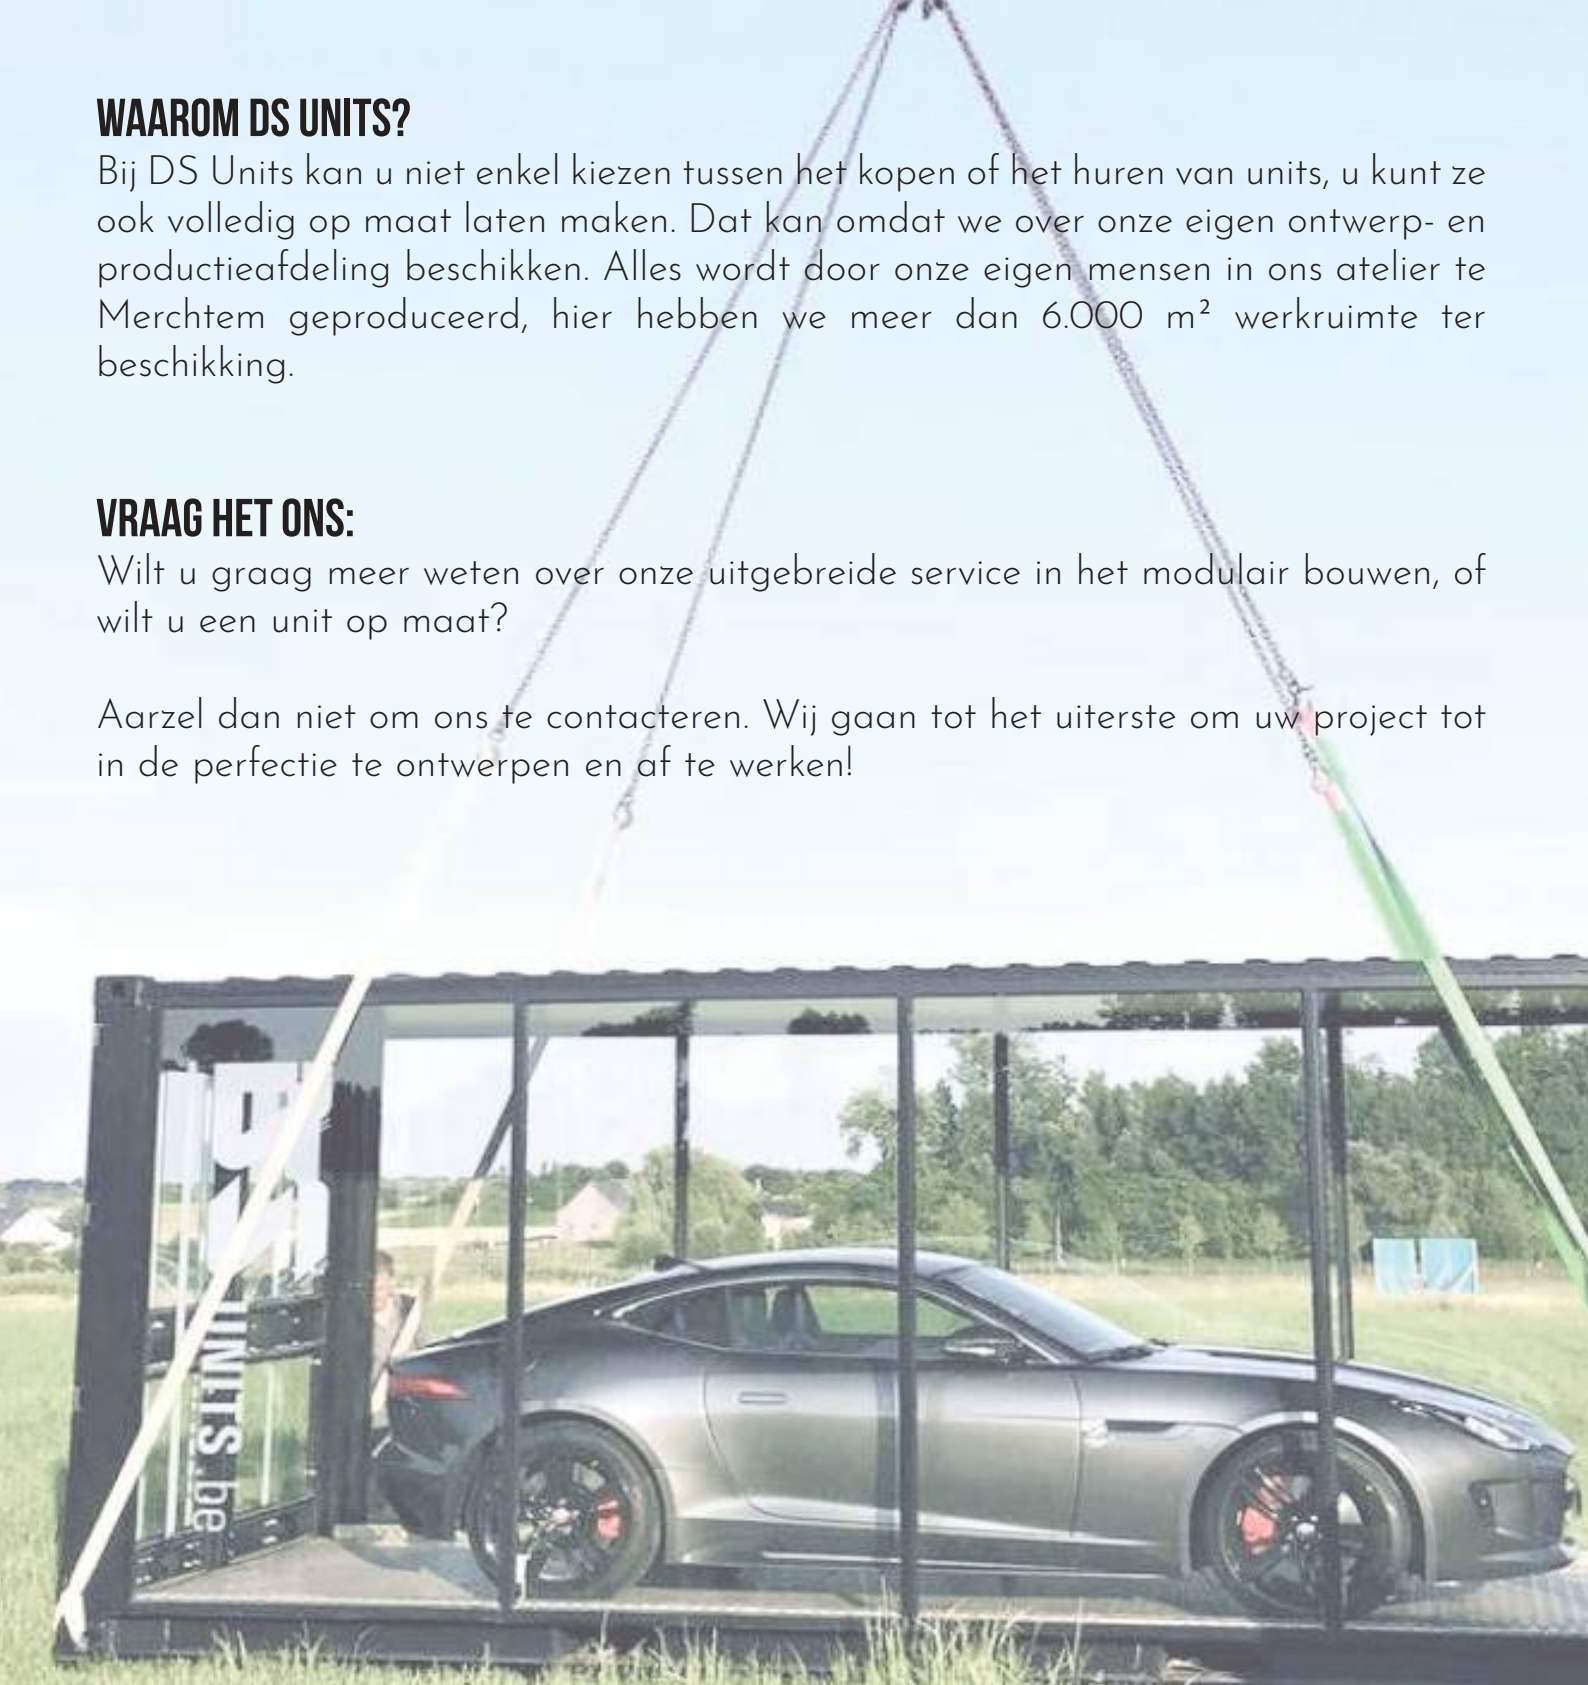 WAAROM DS UNITS?
Bij DS Units kan u niet enkel kiezen tussen het kopen of het huren van units, u kunt ze
ook volledig op maat laten maken. Dat kan omdat we over onze eigen ontwerp- en
productieafdeling beschikken. Alles wordt door onze eigen mensen in ons atelier te
Merchtem geproduceerd, hier hebben we meer dan 6.000 m² werkruimte ter
beschikking.
VRAAG HET ONS:
Wilt u graag meer weten over onze uitgebreide service in het modulair bouwen, of
wilt u een unit op maat?
Aarzel dan niet om ons te contacteren. Wij gaan tot het uiterste om uw project tot
in de perfectie te ontwerpen en af te werken!
DS
UNITS.be